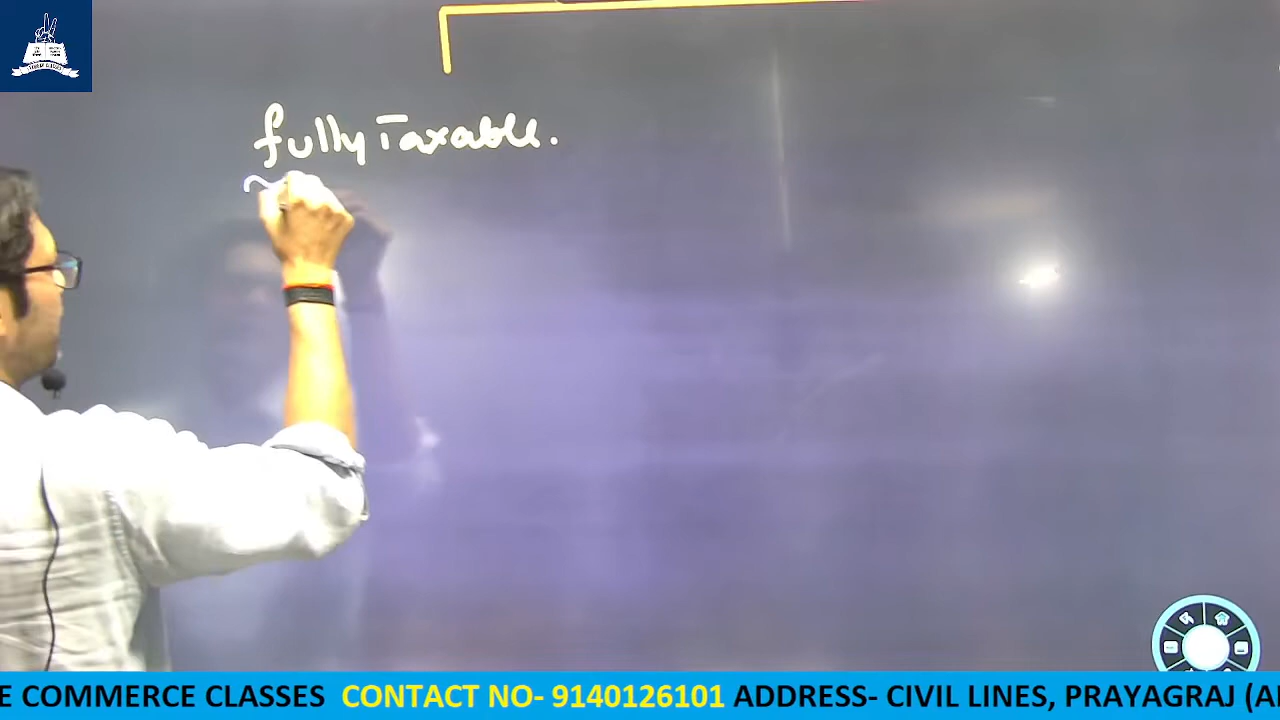 fully Taxable.
E COMMERCE CLASSES CONTACT NO- 9140126101 ADDRESS- CIVIL LINES, PRAYAGRAJ (A